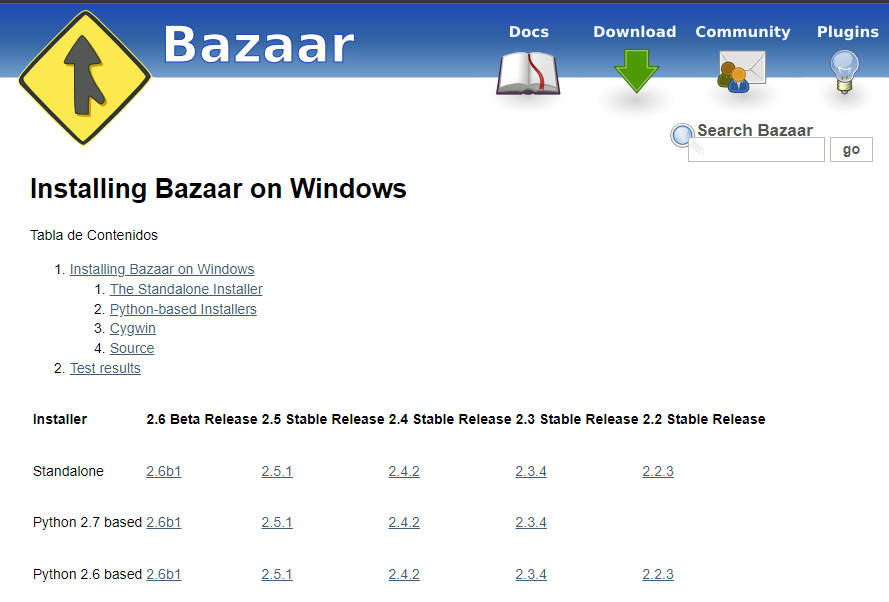 Bazaar
Docs Download Community Plugins
Search Bazaar
go
Installing Bazaar on Windows
Tabla de Contenidos
1. Installing Bazaar on Windows
1. The Standalone Installer
2. Python-based Installers
3. Cygwin
4. Source
2. Test results
Installer 2.6 Beta Release 2.5 Stable Release 2.4 Stable Release 2.3 Stable Release 2.2 Stable Release
Standalone 2.6b1 2.5.1 2.4.2 2.3.4 2.2.3
Python 2.7 based 2.6b1 2.5.1 2.4.2 2.3.4
Python 2.6 based 2.6b1 2.5.1 2.4.2 2.3.4 2.2.3